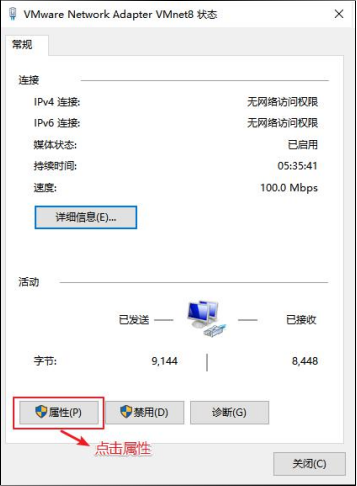 VMware Network Adapter VMnet8 状态
常规
连接
IPv4 连接: 无网络访问权限
IPv6 连接: 无网络访问权限
媒体状态: 已启用
持续时间: 05:35:41
速度: 100.0 Mbps
详细信息(E)...
活动
已发送 — — 已接收
字节: 9,144 8,448
属性(P) 禁用(D) 诊断(G)
点击属性
关闭(C)